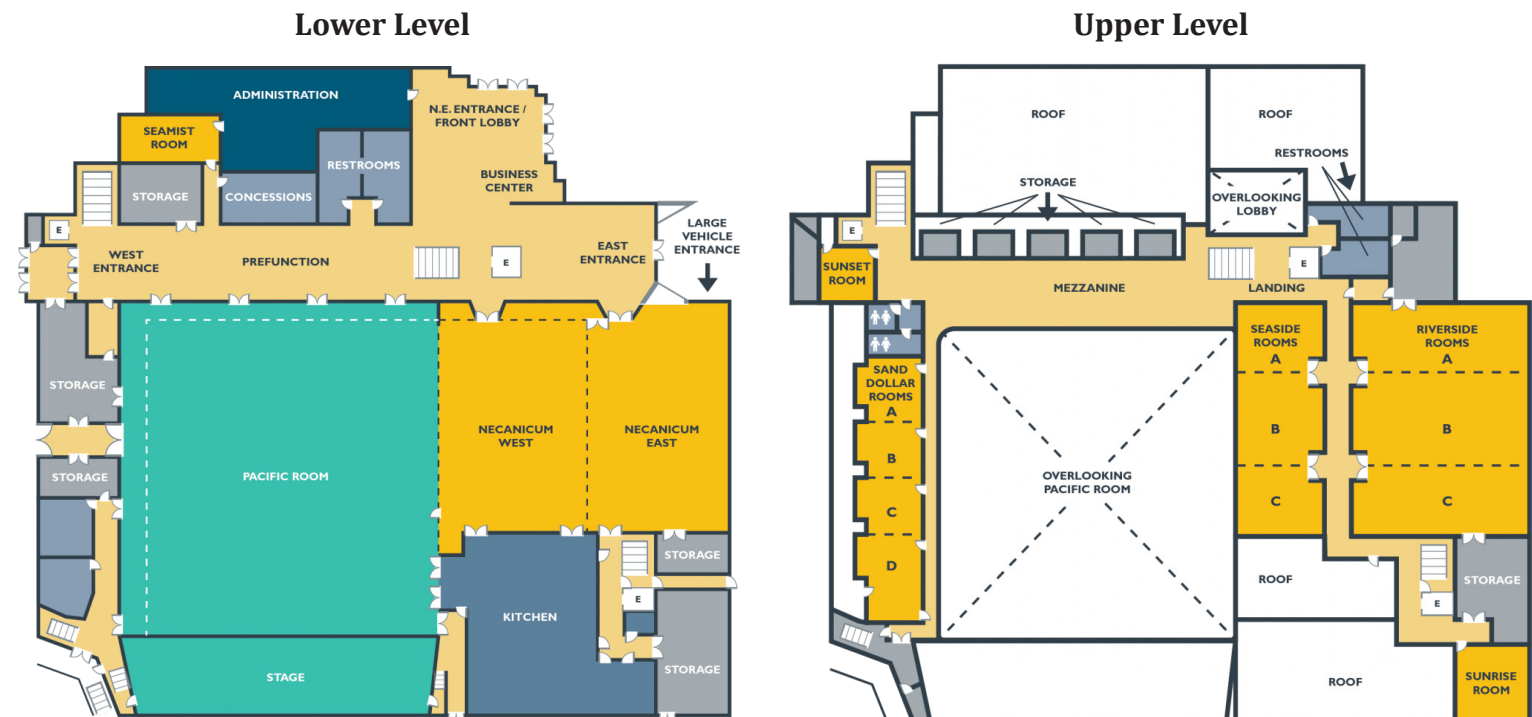 Lower Level
ADMINISTRATION
N.E. ENTRANCE /
FRONT LOBBY
SEAMIST
ROOM
RESTROOMS
BUSINESS
CENTER
STORAGE
CONCESSIONS
LARGE
VEHICLE
ENTRANCE
E
WEST
ENTRANCE
PREFUNCTION
E
EAST
ENTRANCE
STORAGE
NECANICUM
WEST
NECANICUM
EAST
PACIFIC ROOM
STORAGE
STORAGE
E
KITCHEN
STORAGE
STAGE
Upper Level
ROOF
ROOF
RESTROOMS
STORAGE
OVERLOOKING
LOBBY
E
SUNSET
ROOM
E
MEZZANINE
LANDING
SEASIDE
ROOMS
A
RIVERSIDE
ROOMS
A
SAND
DOLLAR
ROOMS
A
B
B
B
OVERLOOKING
PACIFIC ROOM
C
C
C
D
ROOF
STORAGE
E
ROOF
SUNRISE
ROOM